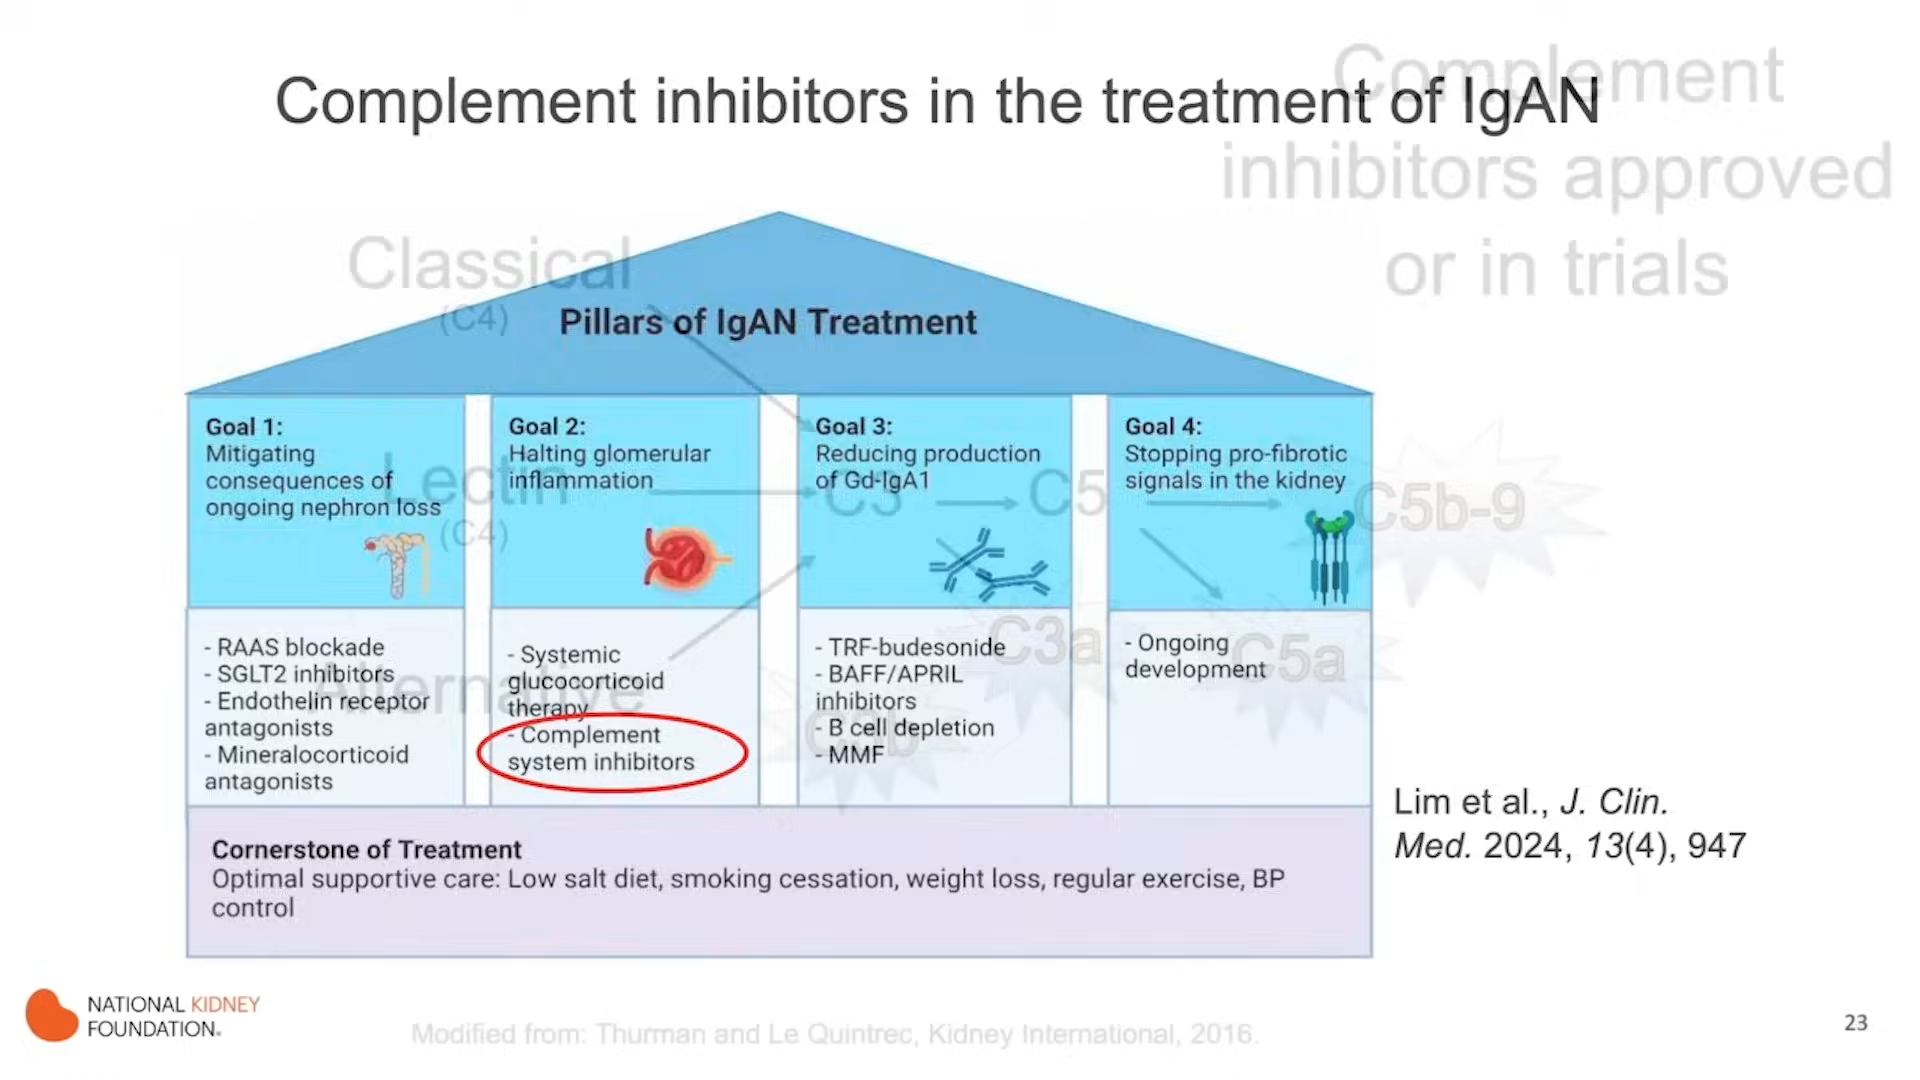 Complement inhibitors in the treatment of IgAN
Complement
inhibitors approved
or in trials
Classical
(C4)
Pillars of IgAN Treatment
Goal 1:
Mitigating
consequences of
ongoing nephron loss
Goal 2:
Halting glomerular
inflammation
Goal 3:
Reducing production
of Gd-IgA1
Goal 4:
Stopping pro-fibrotic
signals in the kidney
Lectin
(C4)
C3
C5
C5b-9
- RAAS blockade
- SGLT2 inhibitors
- Endothelin receptor
antagonists
- Mineralocorticoid
antagonists
- Systemic
glucocorticoid
therapy
- Complement
system inhibitors
- TRF-budesonide
- BAFF/APRIL
inhibitors
- B cell depletion
- MMF
- Ongoing
development
Alternative
C3a
C5a
C3b
Cornerstone of Treatment
Optimal supportive care: Low salt diet, smoking cessation, weight loss, regular exercise, BP
control
Lim et al., J. Clin.
Med. 2024, 13(4), 947
NATIONAL KIDNEY
FOUNDATION®
Modified from: Thurman and Le Quintrec, Kidney International, 2016.
23